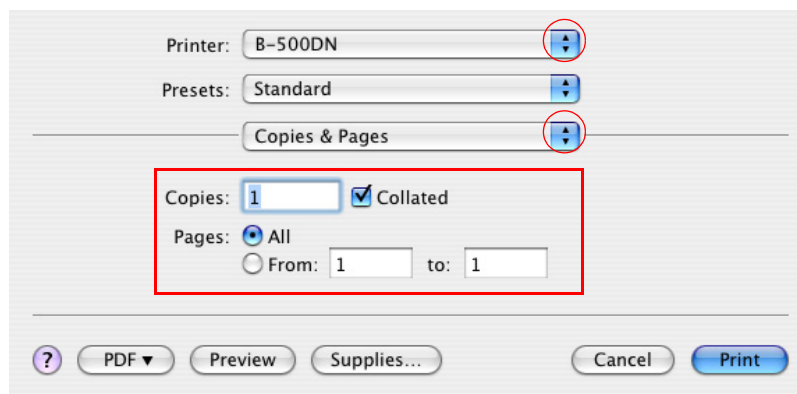 Printer: B-500DN
Presets: Standard
Copies & Pages
Copies: 1 Collated
Pages: All
From: 1 to: 1
? PDF Preview Supplies... Cancel Print